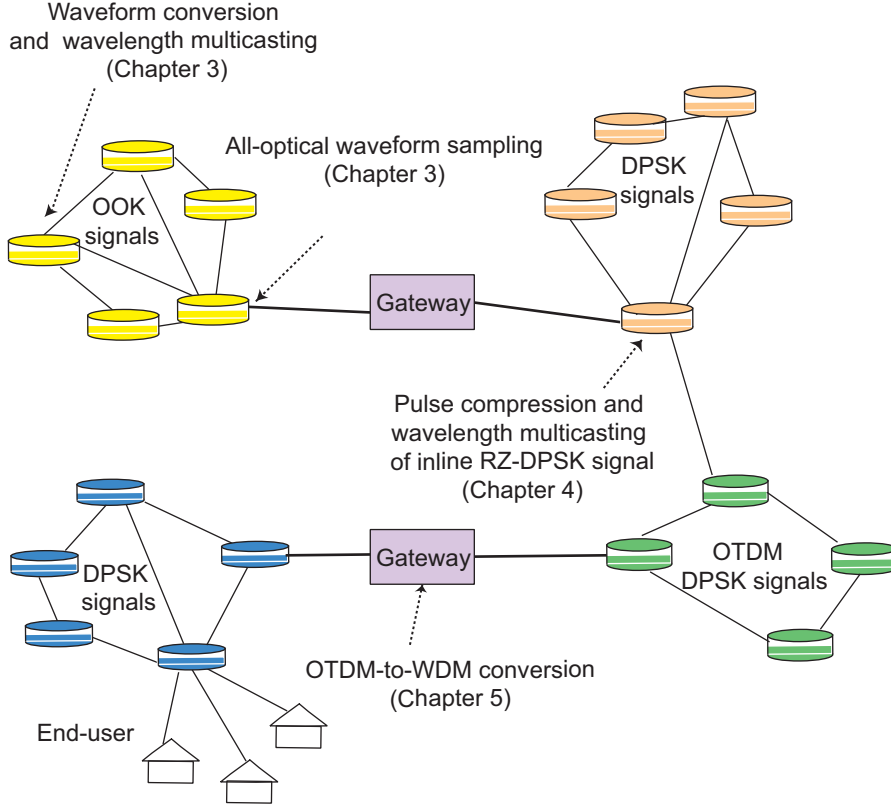 Waveform conversion
and wavelength multicasting
(Chapter 3)
All-optical waveform sampling
(Chapter 3)
OOK
signals
DPSK
signals
Gateway
Pulse compression and
wavelength multicasting
of inline RZ-DPSK signal
(Chapter 4)
DPSK
signals
Gateway
OTDM
DPSK signals
OTDM-to-WDM conversion
(Chapter 5)
End-user